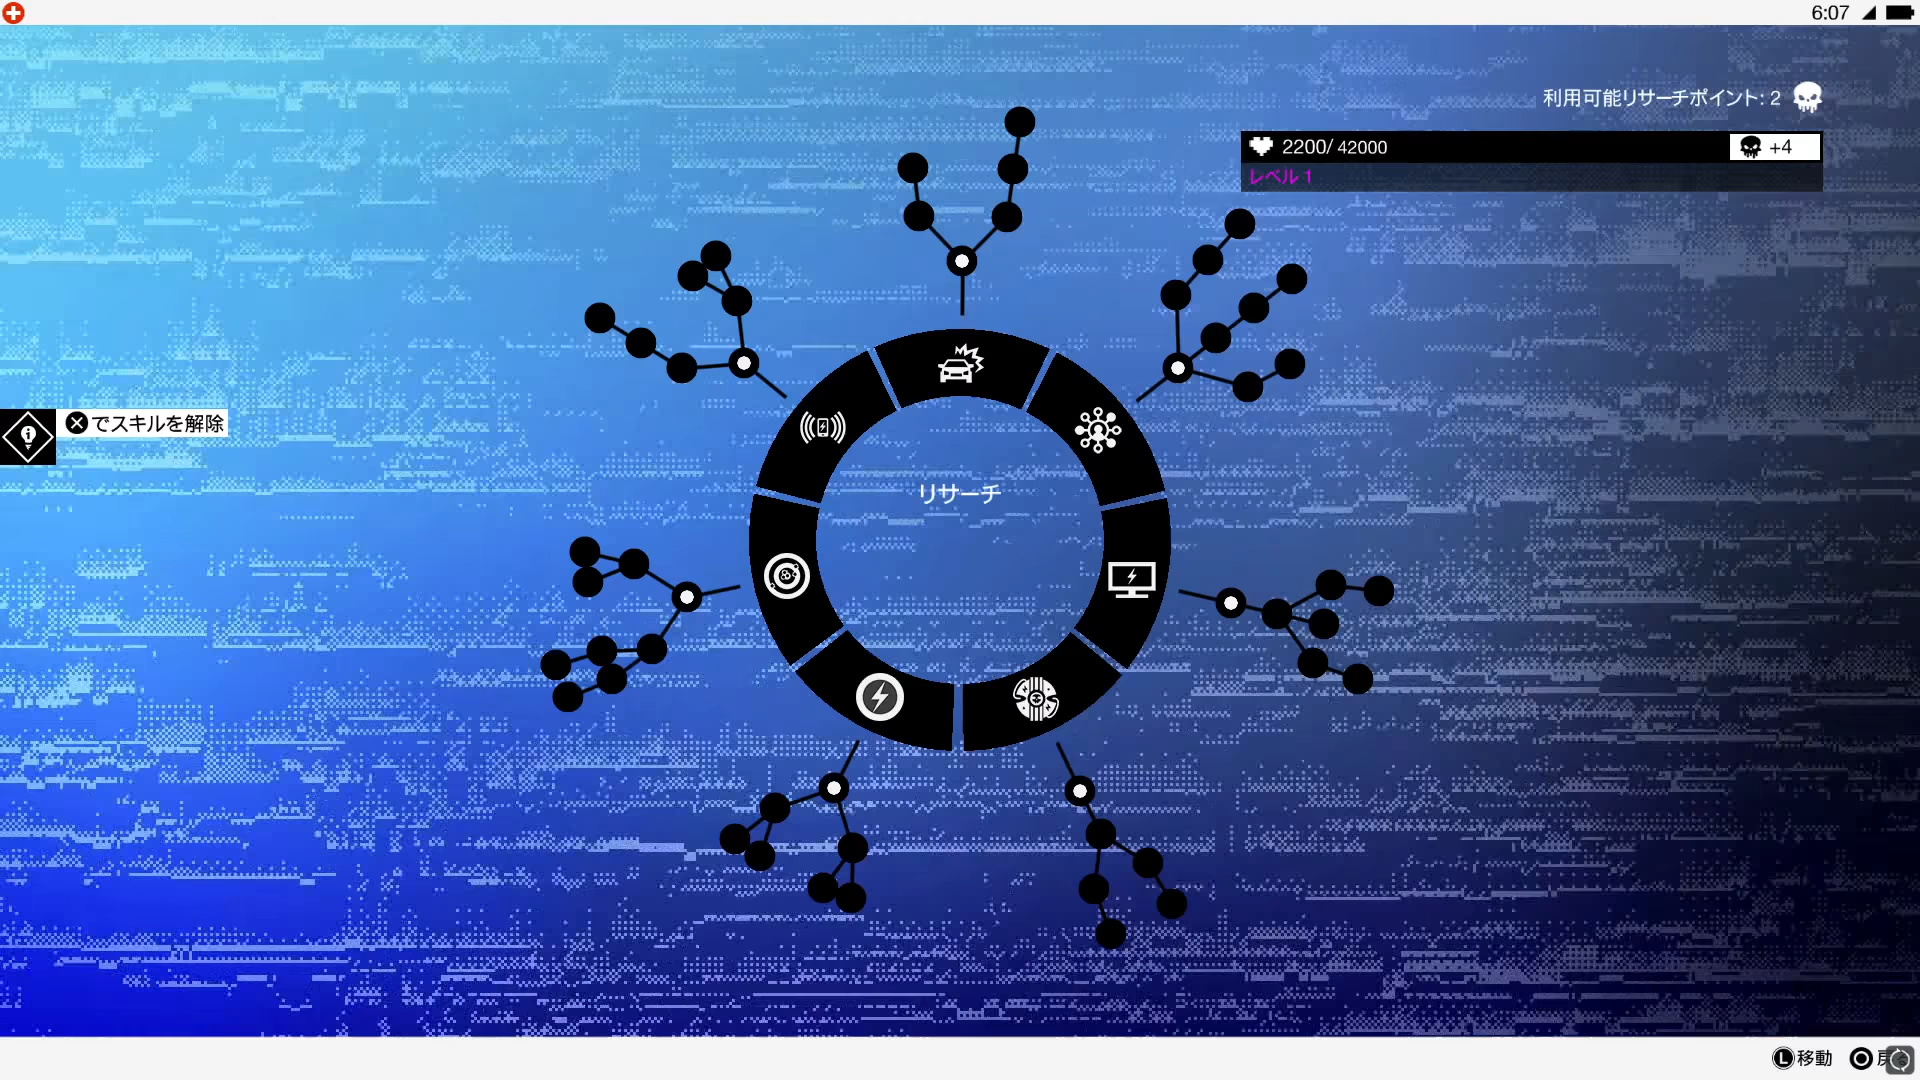 6:07
利用可能リサーチポイント: 2
2200/ 42000
+4
レベル 1
でスキルを解除
リサーチ
L移動